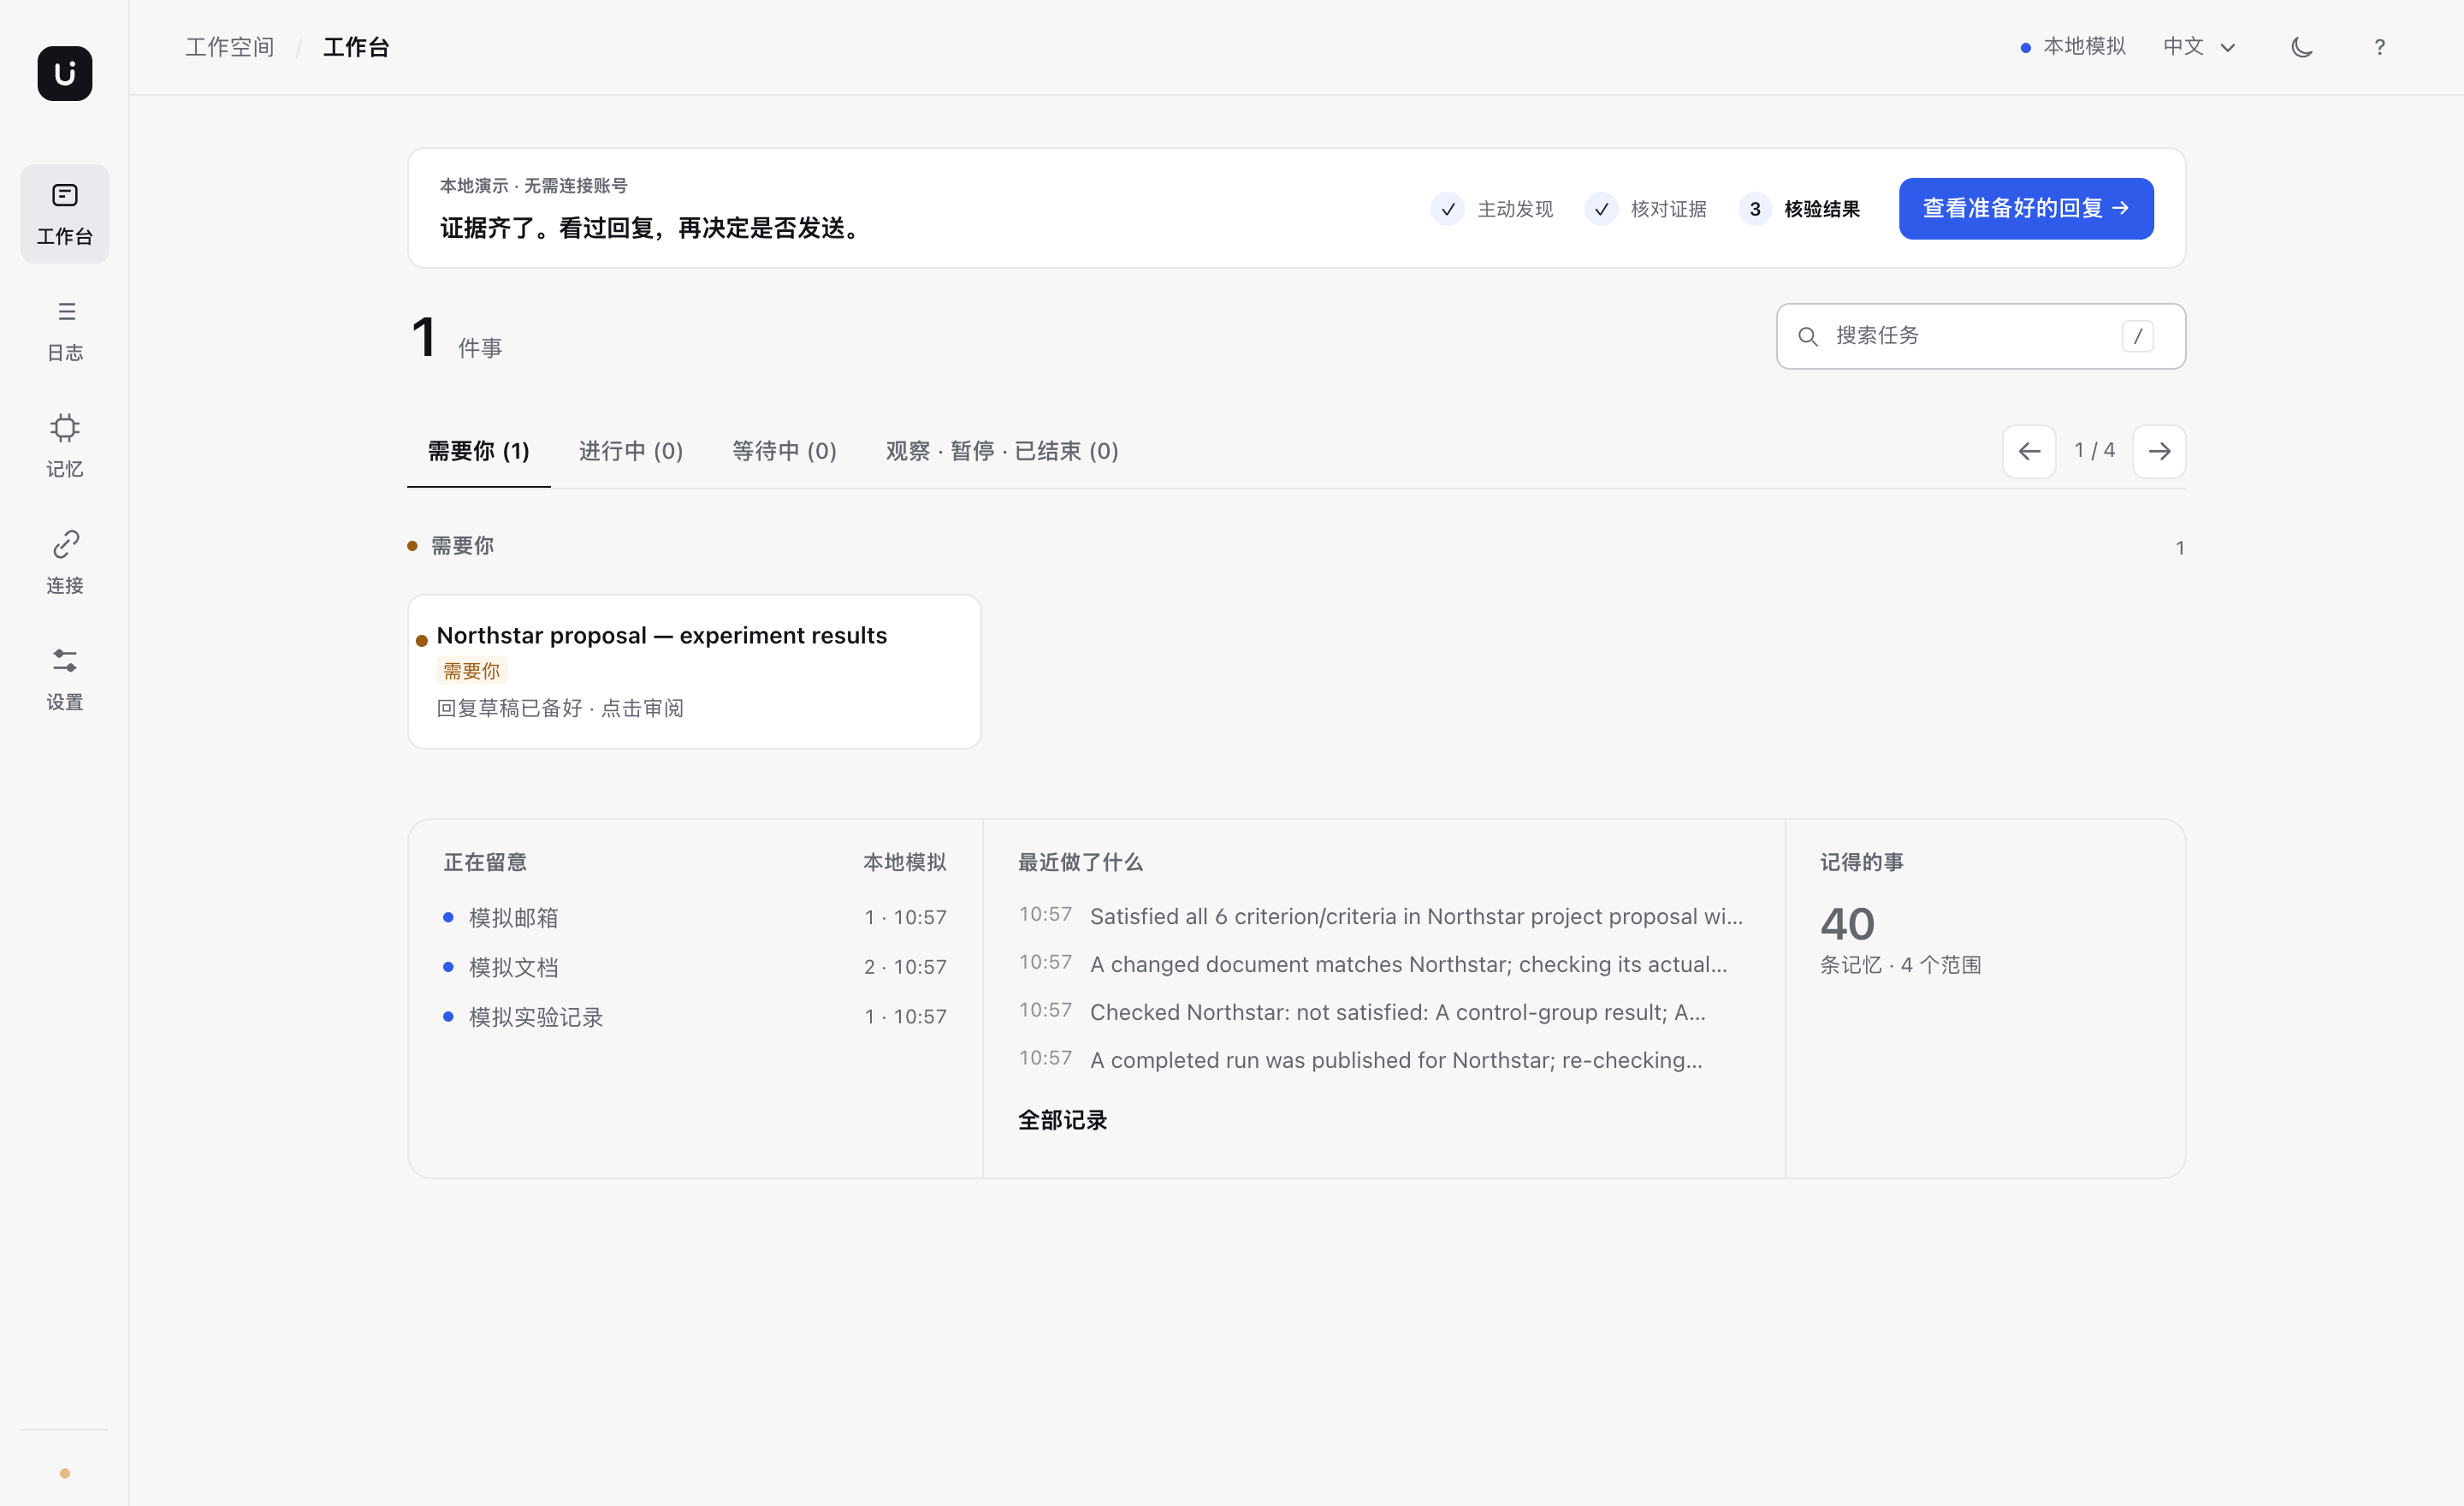 工作空间 / 工作台
本地模拟 中文 ?
工作台
日志
记忆
连接
设置
本地演示 · 无需连接账号
证据齐了。看过回复，再决定是否发送。
主动发现 核对证据 3 核验结果 查看准备好的回复 →
1 件事
搜索任务 /
需要你 (1) 进行中 (0) 等待中 (0) 观察 · 暂停 · 已结束 (0) 1 / 4
需要你 1
Northstar proposal — experiment results
需要你
回复草稿已备好 · 点击审阅
正在留意 本地模拟
模拟邮箱 1 · 10:57
模拟文档 2 · 10:57
模拟实验记录 1 · 10:57
最近做了什么
10:57 Satisfied all 6 criterion/criteria in Northstar project proposal wi...
10:57 A changed document matches Northstar; checking its actual...
10:57 Checked Northstar: not satisfied: A control-group result; A...
10:57 A completed run was published for Northstar; re-checking...
全部记录
记得的事
40
条记忆 · 4 个范围